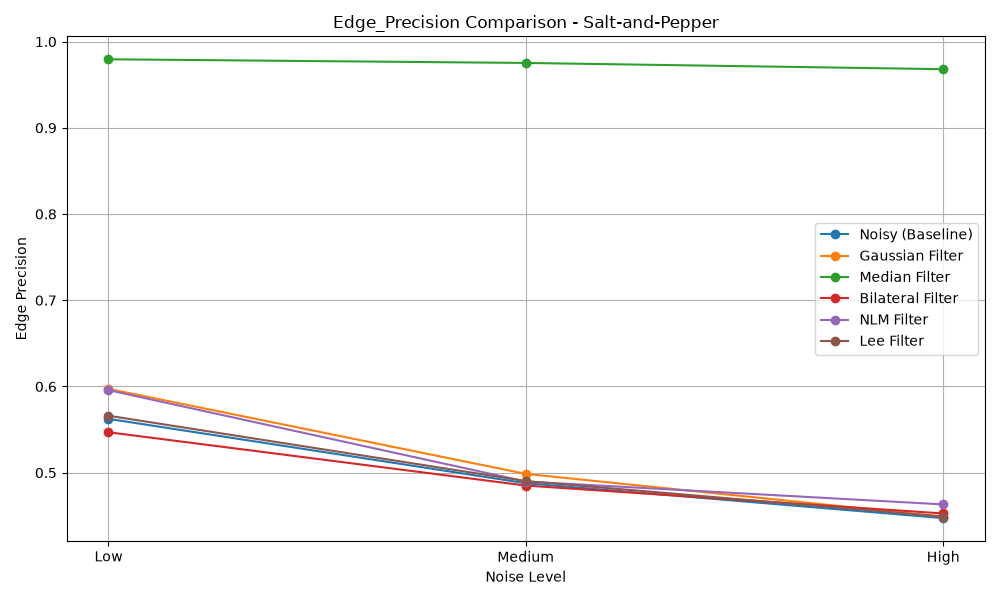 Edge_Precision Comparison - Salt-and-Pepper
Edge Precision
1.0
0.9
0.8
0.7
0.6
0.5
Noisy (Baseline)
Gaussian Filter
Median Filter
Bilateral Filter
NLM Filter
Lee Filter
Low
Medium
High
Noise Level